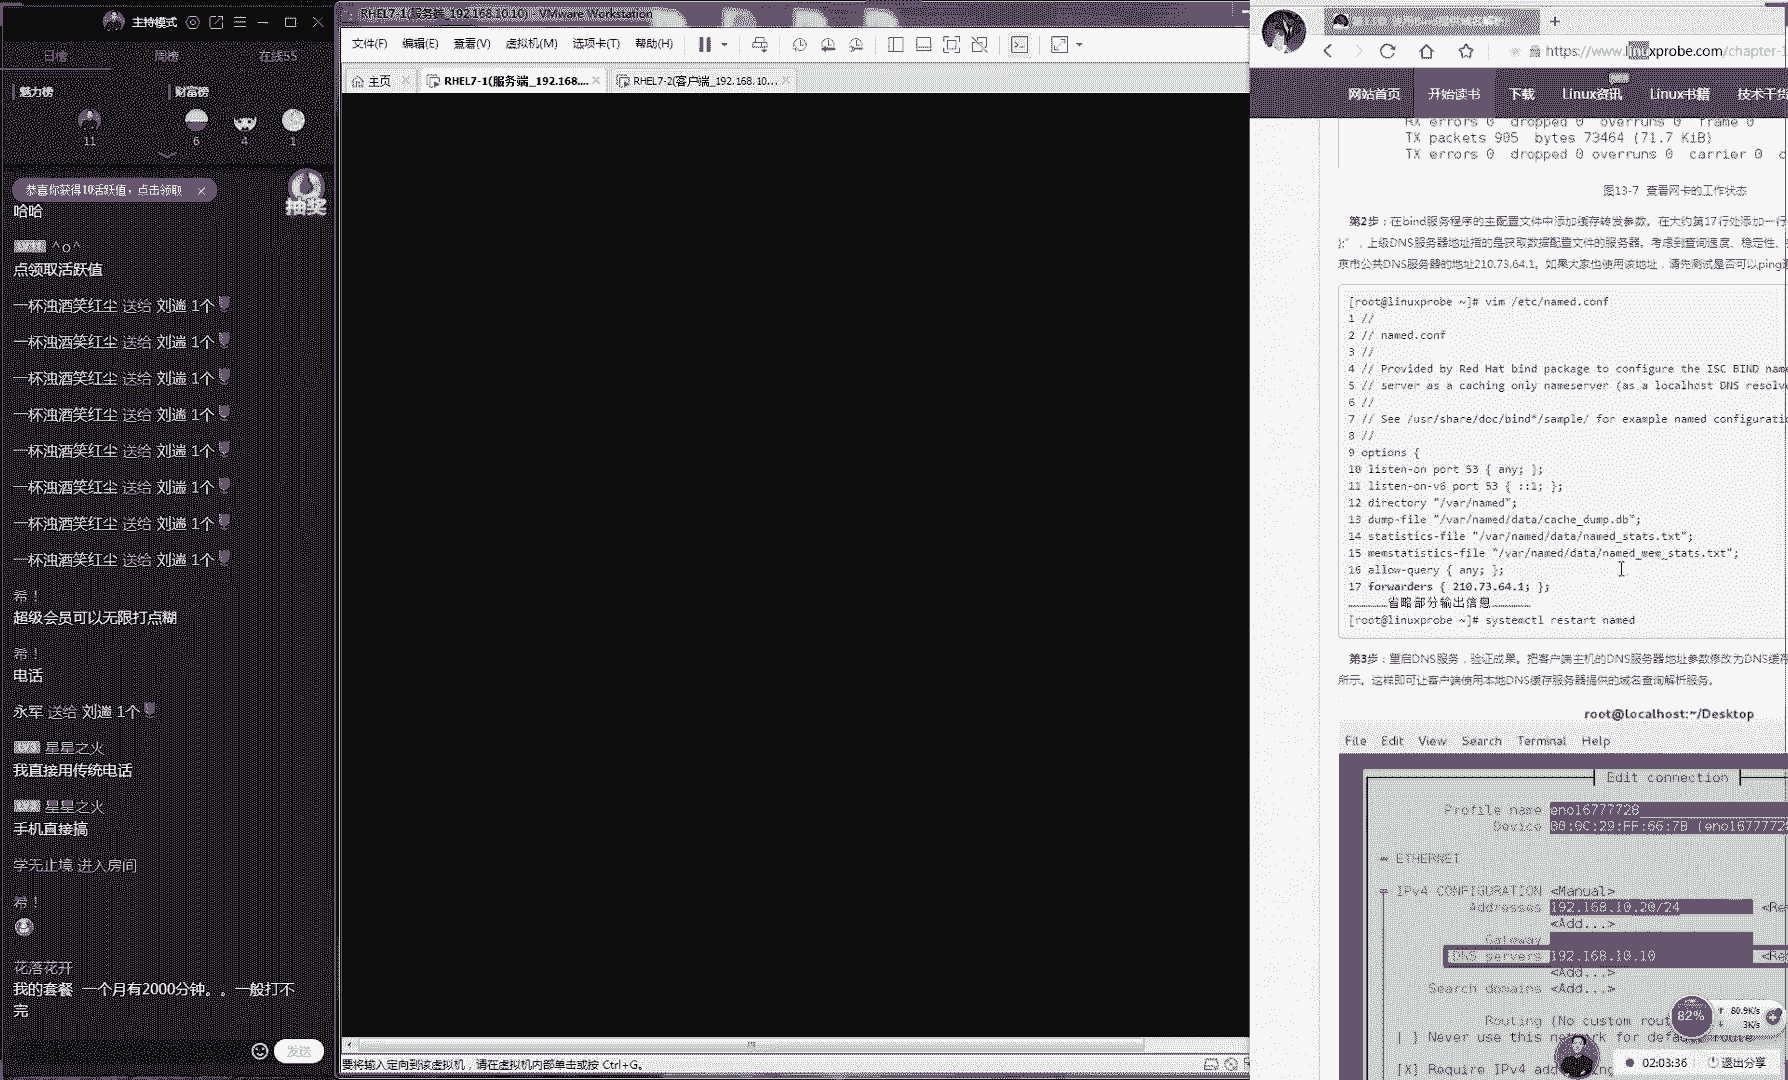 主持模式
日榜
周榜
在线55
魅力榜
财富榜
11
6
4
1
恭喜你获得10活跃值，点击领取
抽奖
哈哈
^o^
点领取活跃值
一杯浊酒笑红尘 送给 刘遄 1个
一杯浊酒笑红尘 送给 刘遄 1个
一杯浊酒笑红尘 送给 刘遄 1个
一杯浊酒笑红尘 送给 刘遄 1个
一杯浊酒笑红尘 送给 刘遄 1个
一杯浊酒笑红尘 送给 刘遄 1个
一杯浊酒笑红尘 送给 刘遄 1个
一杯浊酒笑红尘 送给 刘遄 1个
希！
超级会员可以无限打点糊
希！
电话
永军 送给 刘遄 1个
星星之火
我直接用传统电话
星星之火
手机直接搞
学无止境 进入房间
希！
花落花开
我的套餐 一个月有2000分钟。。一般打不
完
发送
RHEL7-1(服务端_192.168.10.10) - VMware Workstation
文件(F) 编辑(E) 查看(V) 虚拟机(M) 选项卡(T) 帮助(H)
主页
RHEL7-1(服务端_192.168....
RHEL7-2(客户端_192.168.10...
要将输入定向到该虚拟机，请在虚拟机内部单击或按 Ctrl+G。
https://www.linuxprobe.com/chapter-1
网站首页 开始读书 下载 Linux资讯 Linux书籍 技术干货
RX errors 0 dropped 0 overruns 0 frame 0
TX packets 905 bytes 73464 (71.7 KiB)
TX errors 0 dropped 0 overruns 0 carrier 0 c
图13-7 查看网卡的工作状态
第2步：在bind服务程序的主配置文件中添加缓存转发参数。在大约第17行处添加一行
};”，上级DNS服务器地址指的是获取数据配置文件的服务器。考虑到查询速度、稳定性、
京市公共DNS服务器的地址210.73.64.1。如果大家也使用该地址，请先测试是否可以ping
[root@linuxprobe ~]# vim /etc/named.conf
1 //
2 // named.conf
3 //
4 // Provided by Red Hat bind package to configure the ISC BIND nam
5 // server as a caching only nameserver (as a localhost DNS resolv
6 //
7 // See /usr/share/doc/bind*/sample/ for example named configurati
8 //
9 options {
10 listen-on port 53 { any; };
11 listen-on-v6 port 53 { ::1; };
12 directory "/var/named";
13 dump-file "/var/named/data/cache_dump.db";
14 statistics-file "/var/named/data/named_stats.txt";
15 memstatistics-file "/var/named/data/named_mem_stats.txt";
16 allow-query { any; };
17 forwarders { 210.73.64.1; };
………………省略部分输出信息………………
[root@linuxprobe ~]# systemctl restart named
第3步：重启DNS服务，验证成果。把客户端主机的DNS服务器地址参数修改为DNS缓存
所示。这样即可让客户端使用本地DNS缓存服务器提供的域名查询解析服务。
root@localhost:~/Desktop
File Edit View Search Terminal Help
Edit connection
Profile name eno16777728
Device 00:0C:29:FF:66:7B (eno1677772
ETHERNET
IPv4 CONFIGURATION <Manual>
Addresses 192.168.10.20/24 <Re
<Add...>
Gateway
DNS servers 192.168.10.10 <Re
<Add...>
Search domains <Add...>
Routing (No custom rou
[ ] Never use this network for default route
[X] Require IPv4 add
82%
80.9K/s
3K/s
02:03:36
退出分享